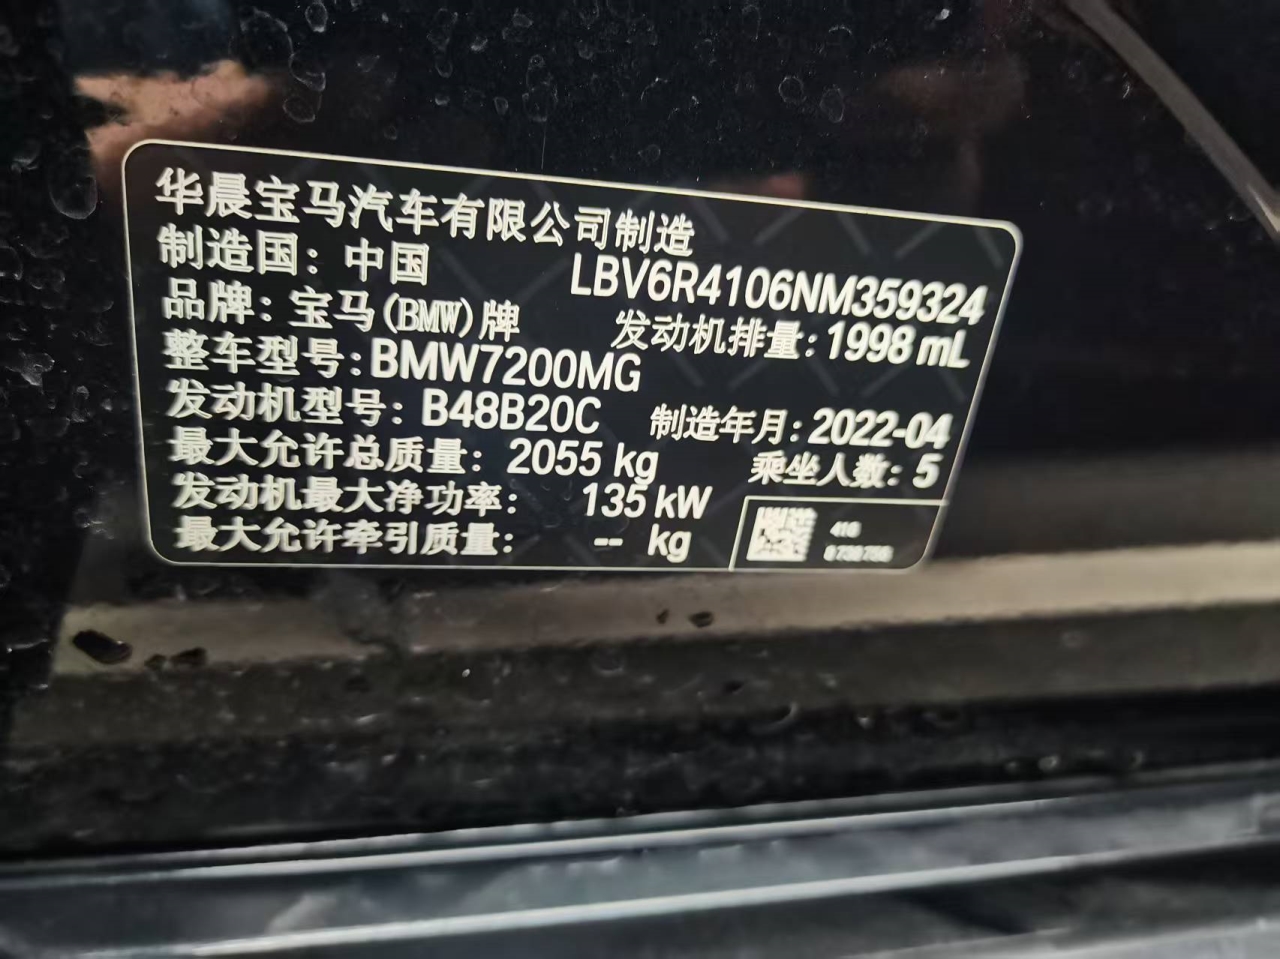 华晨宝马汽车有限公司制造
制造国：中国
LBV6R4106NM359324
品牌：宝马(BMW)牌
发动机排量：1998 mL
整车型号：BMW7200MG
发动机型号：B48B20C
制造年月：2022-04
最大允许总质量：2055 kg
乘坐人数：5
发动机最大净功率：135 kW
最大允许牵引质量：-- kg